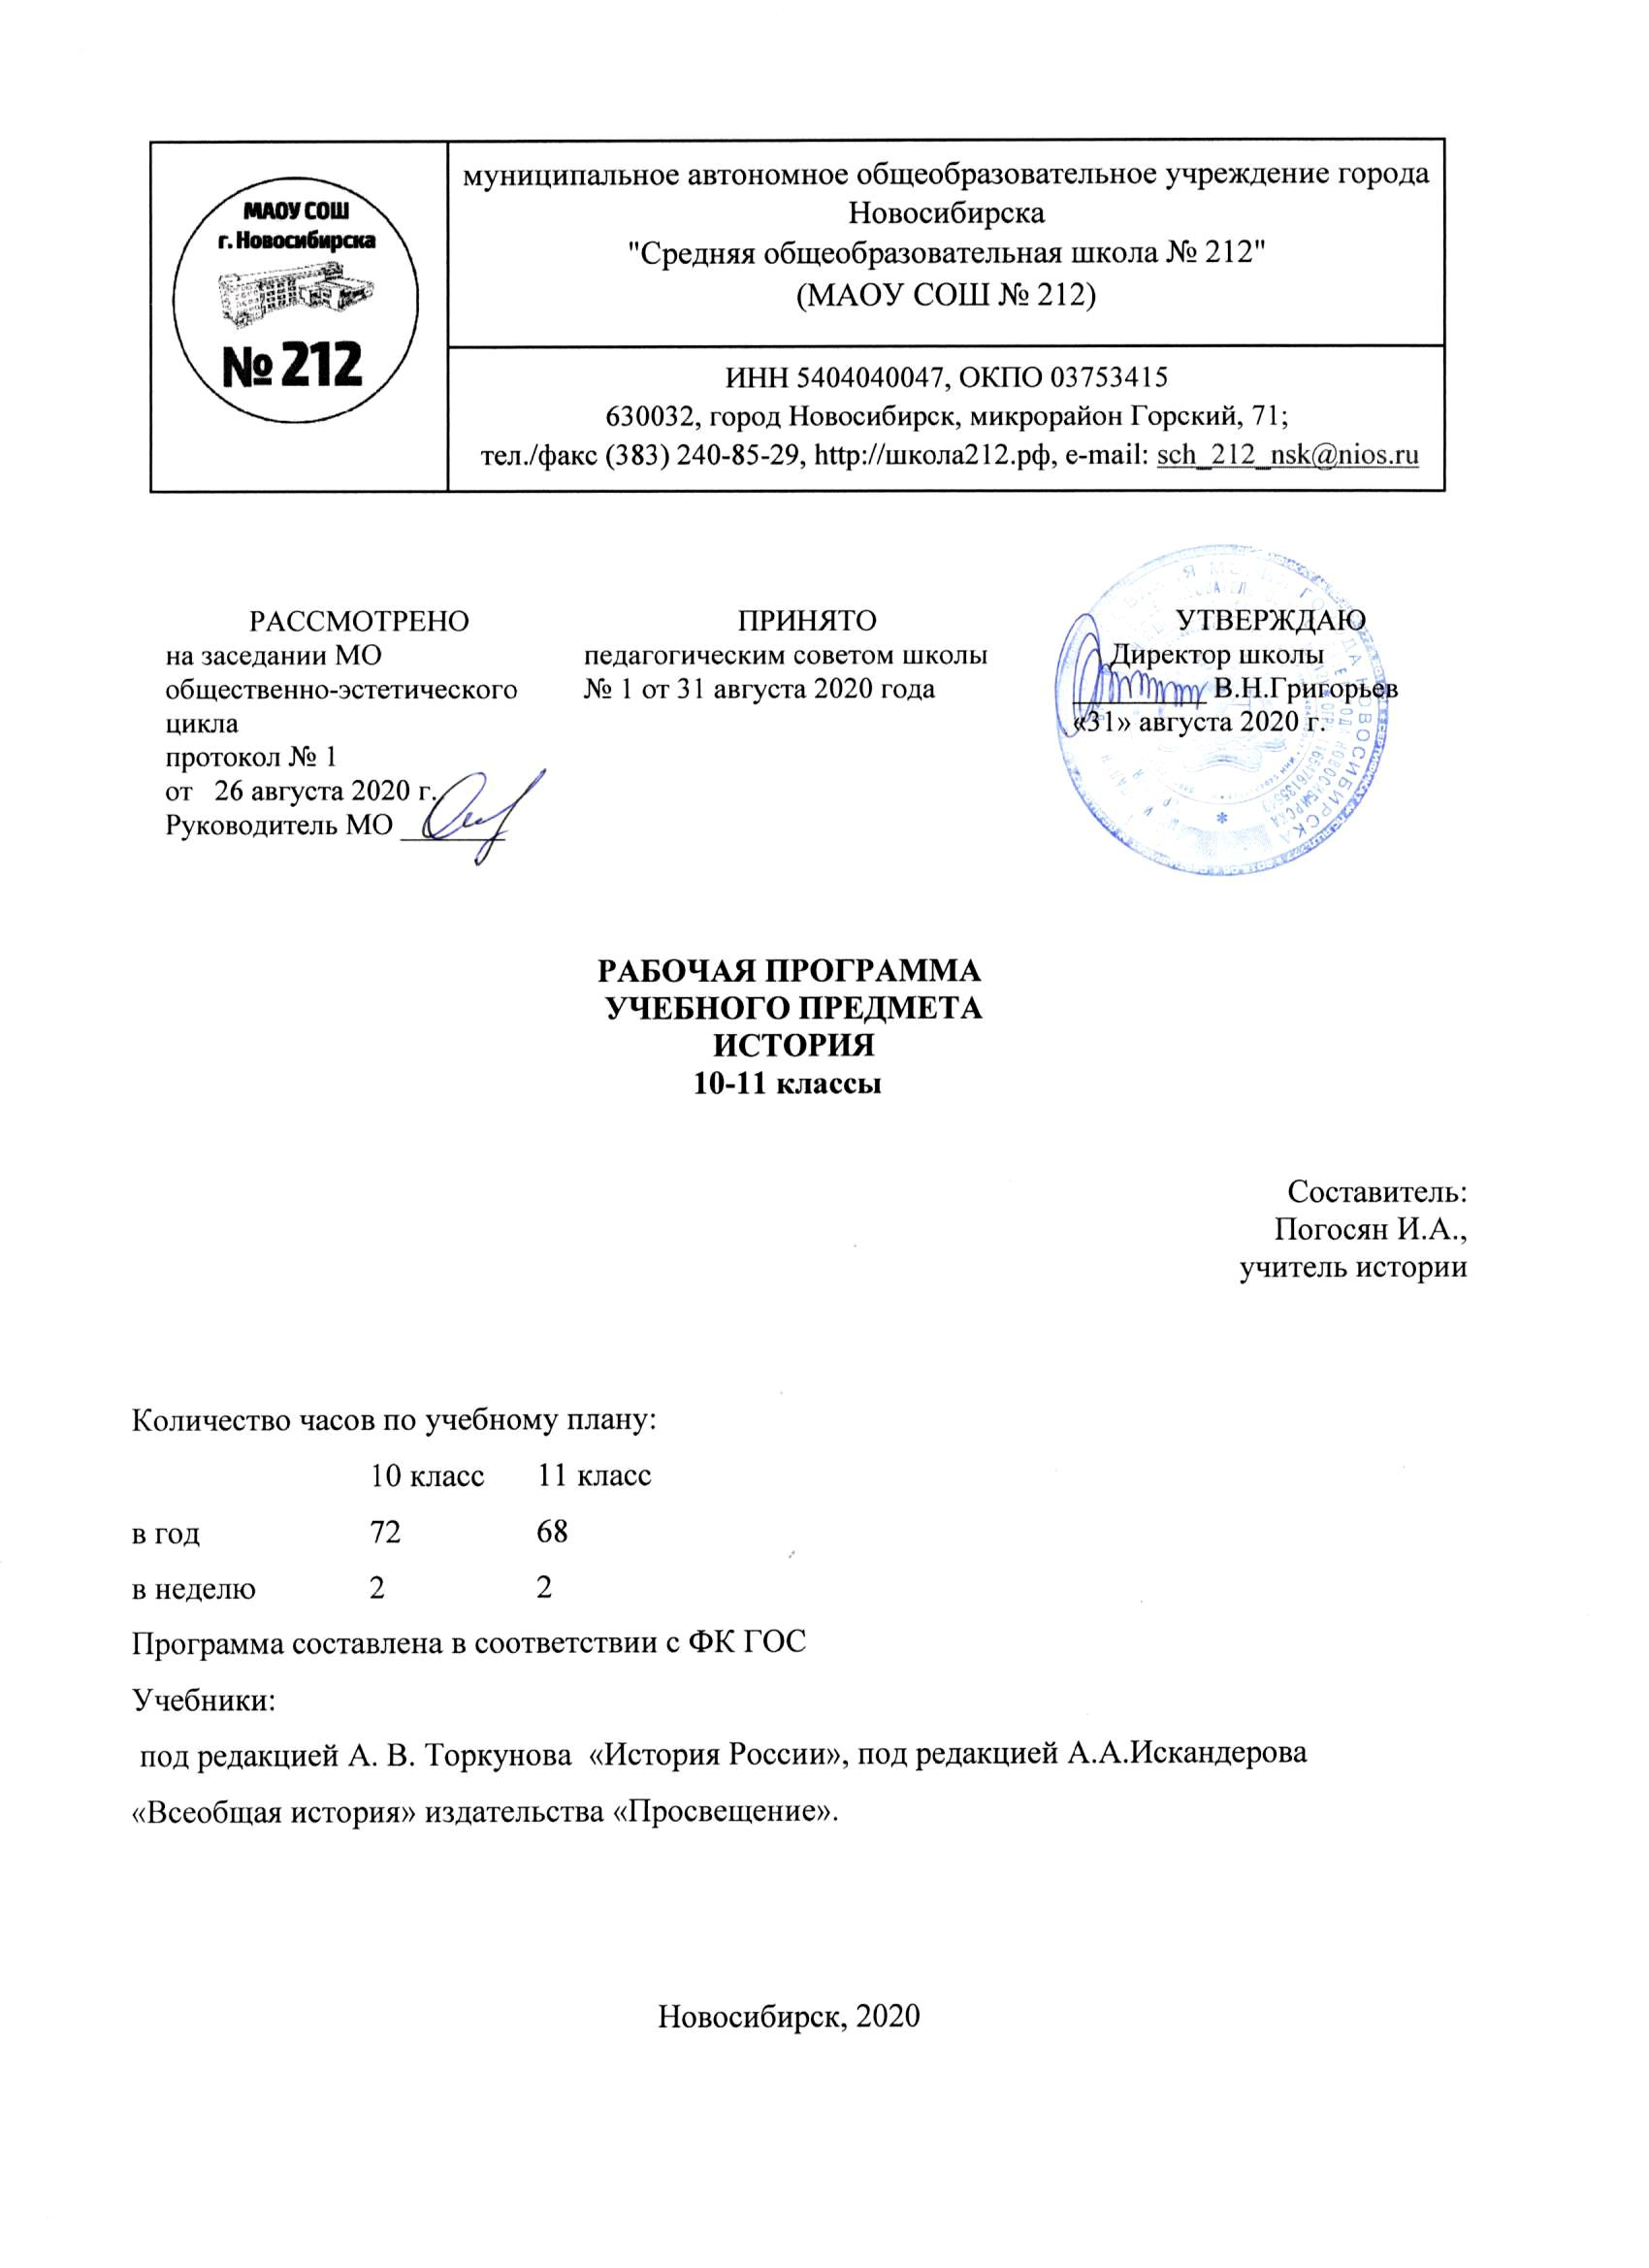 МАОУ СОШ
г. Новосибирска
№ 212
муниципальное автономное общеобразовательное учреждение города
Новосибирска
"Средняя общеобразовательная школа № 212"
(МАОУ СОШ № 212)
ИНН 5404040047, ОКПО 03753415
630032, город Новосибирск, микрорайон Горский, 71;
тел./факс (383) 240-85-29, http://школа212.рф, e-mail: sch_212_nsk@nios.ru
РАССМОТРЕНО
на заседании МО
общественно-эстетического
цикла
протокол № 1
от 26 августа 2020 г.
Руководитель МО ________
ПРИНЯТО
педагогическим советом школы
№ 1 от 31 августа 2020 года
УТВЕРЖДАЮ
Директор школы
__________ В.Н.Григорьев
«31» августа 2020 г.
РАБОЧАЯ ПРОГРАММА
УЧЕБНОГО ПРЕДМЕТА
ИСТОРИЯ
10-11 классы
Составитель:
Погосян И.А.,
учитель истории
Количество часов по учебному плану:
10 класс 11 класс
в год 72 68
в неделю 2 2
Программа составлена в соответствии с ФК ГОС
Учебники:
под редакцией А. В. Торкунова «История России», под редакцией А.А.Искандерова
«Всеобщая история» издательства «Просвещение».
Новосибирск, 2020